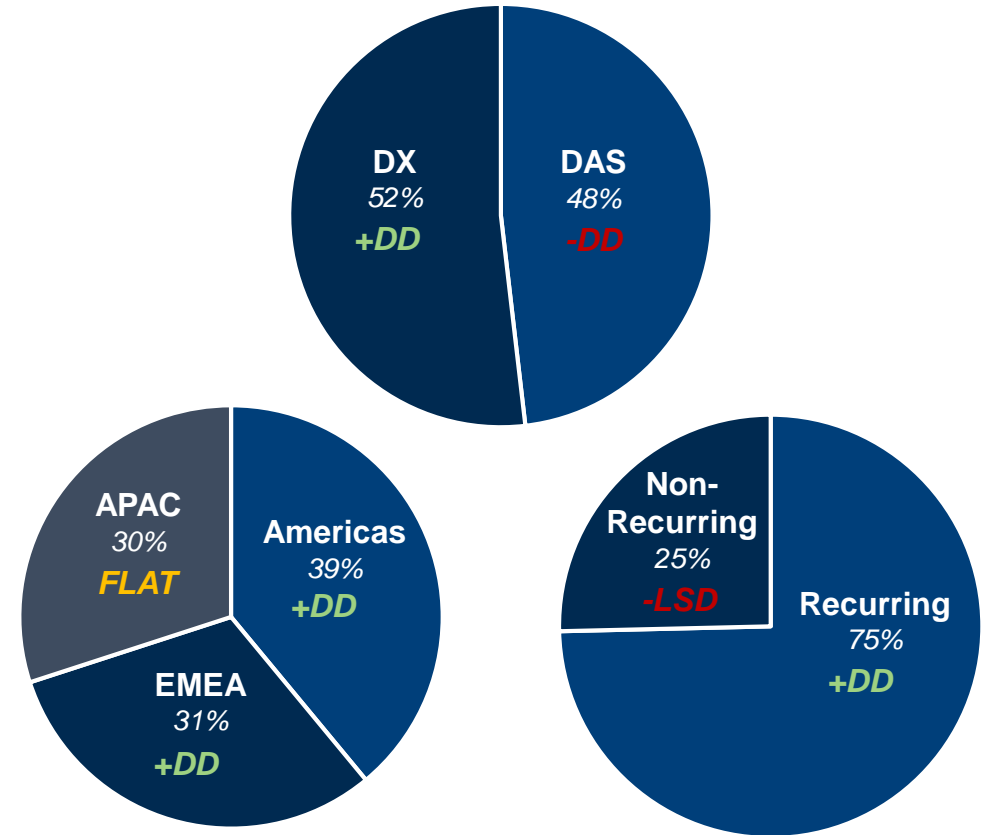 DX
52%
+DD
DAS
48%
-DD
APAC
30%
FLAT
Americas
39%
+DD
EMEA
31%
+DD
Non-
Recurring
25%
-LSD
Recurring
75%
+DD